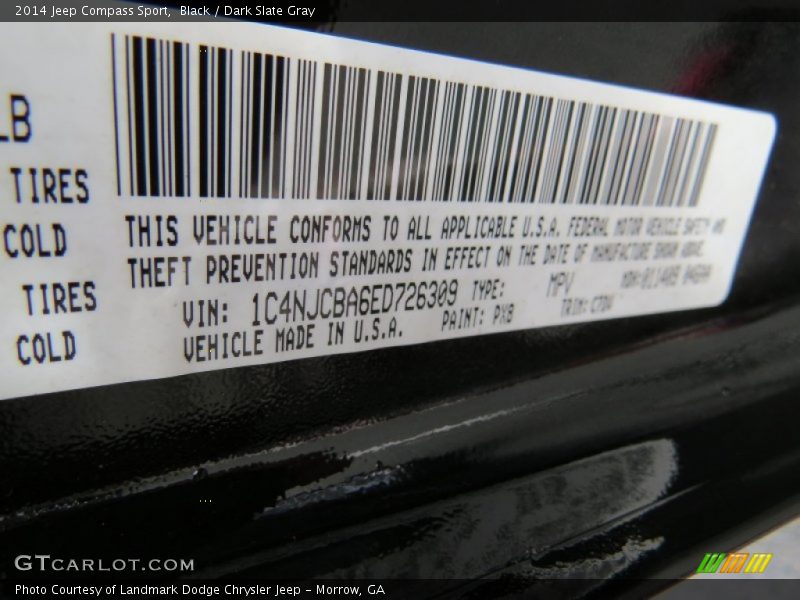 2014 Jeep Compass Sport,  Black / Dark Slate Gray
LB
TIRES
COLD
TIRES
COLD
THIS VEHICLE CONFORMS TO ALL APPLICABLE U.S.A. FEDERAL MOTOR VEHICLE SAFETY AND
THEFT PREVENTION STANDARDS IN EFFECT ON THE DATE OF MANUFACTURE SHOWN ABOVE.
VIN: 1C4NJCBA6ED726309 TYPE: MPV
VEHICLE MADE IN U.S.A. PAINT: PX8 TRIM:
GTCARLOT.COM
Photo Courtesy of Landmark Dodge Chrysler Jeep – Morrow, GA